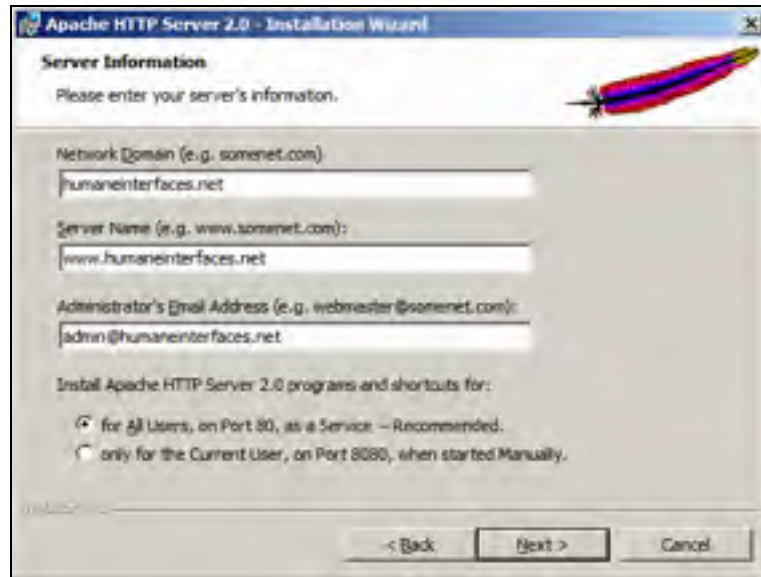 Apache HTTP Server 2.0 - Installation Wizard
Server Information
Please enter your server's information.
Network Domain (e.g. somenet.com)
humaneinterfaces.net
Server Name (e.g. www.somenet.com):
www.humaneinterfaces.net
Administrator's Email Address (e.g. webmaster@somenet.com):
admin@humaneinterfaces.net
Install Apache HTTP Server 2.0 programs and shortcuts for:
for All Users, on Port 80, as a Service -- Recommended.
only for the Current User, on Port 8080, when started Manually.
< Back Next > Cancel